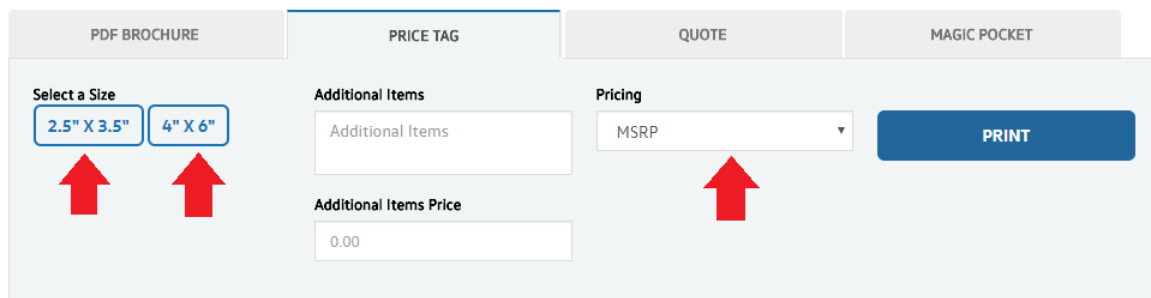 PDF BROCHURE
PRICE TAG
QUOTE
MAGIC POCKET
Select a Size
2.5" X 3.5"
4" X 6"
Additional Items
Additional Items
Additional Items Price
0.00
Pricing
MSRP
PRINT